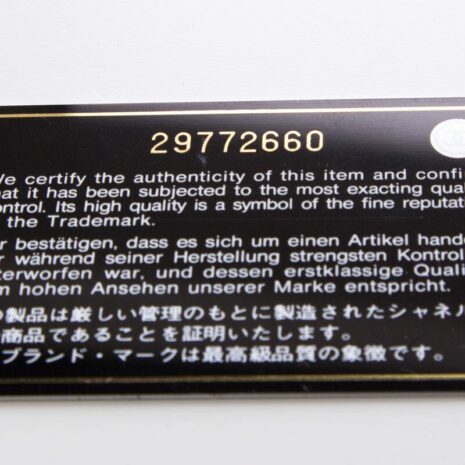 29772660
We certify the authenticity of this item and confi
at it has been subjected to the most exacting qua
ontrol. Its high quality is a symbol of the fine reputat
the Trademark.
r bestätigen, dass es sich um einen Artikel hande
r während seiner Herstellung strengsten Kontrol
terworfen war, und dessen erstklassige Quali
m hohen Ansehen unserer Marke entspricht.
の製品は厳しい管理のもとに製造されたシャネル
商品であることを証明いたします。
ブランド・マークは最高級品質の象徴です。